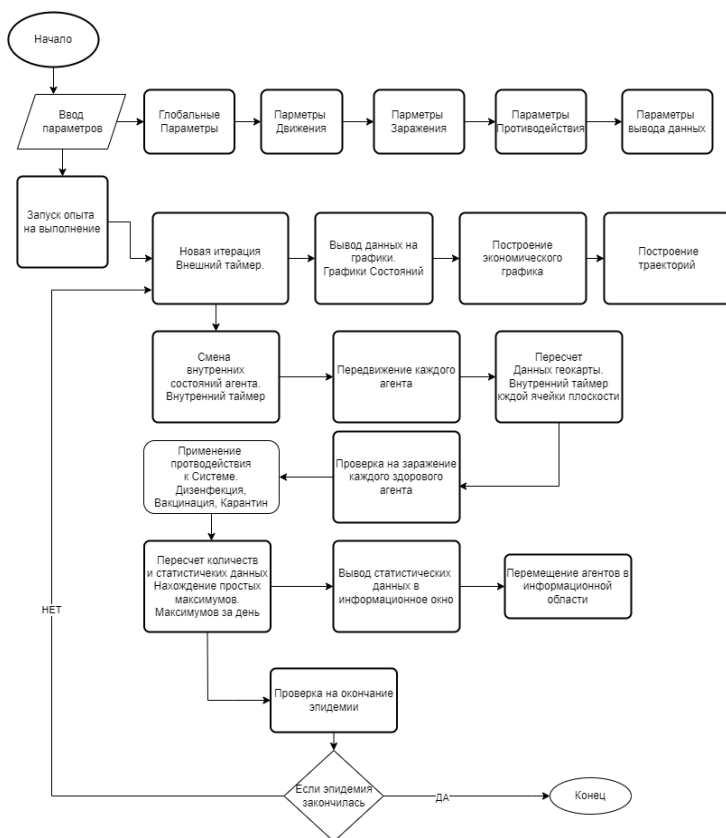 Начало
Ввод
параметров
Глобальные
Параметры
Парметры
Движения
Парметры
Заражения
Параметры
Противодействия
Параметры
вывода данных
Запуск опыта
на выполнение
Новая итерация
Внешний таймер.
Вывод данных на
графики.
Графики Состояний
Построение
экономического
графика
Построение
траекторий
Смена
внутренних
состояний агента.
Внутренний таймер
Передвижение каждого
агента
Пересчет
Данных геокарты.
Внутренний таймер
кждой ячейки плоскости
Применение
протводействия
к Системе.
Дизенфекция,
Вакцинация, Карантин
Проверка на заражение
каждого здорового
агента
Пересчет количеств
и статистичеких данных
Нахождение простых
максимумов.
Максимумов за день
Вывод статистических
данных в
информационное окно
Перемещение агентов в
информационной
области
НЕТ
Проверка на окончание
эпидемии
Если эпидемия
закончилась
ДА
Конец